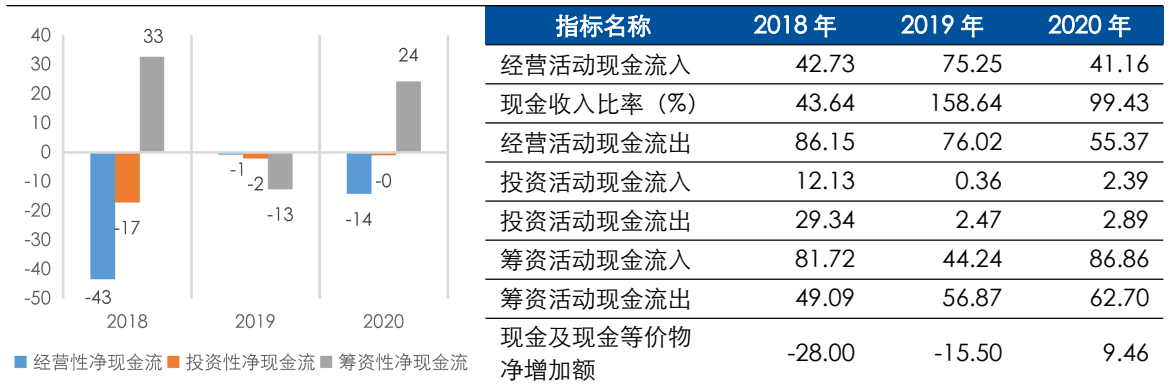 40
30
20
10
0
-10
-20
-30
-40
-50
33
24
-43
-17
-1
-2
-13
-14
-0
2018 2019 2020
经营性净现金流 投资性净现金流 筹资性净现金流
指标名称 2018 年 2019 年 2020 年
经营活动现金流入 42.73 75.25 41.16
现金收入比率（%） 43.64 158.64 99.43
经营活动现金流出 86.15 76.02 55.37
投资活动现金流入 12.13 0.36 2.39
投资活动现金流出 29.34 2.47 2.89
筹资活动现金流入 81.72 44.24 86.86
筹资活动现金流出 49.09 56.87 62.70
现金及现金等价物
净增加额 -28.00 -15.50 9.46